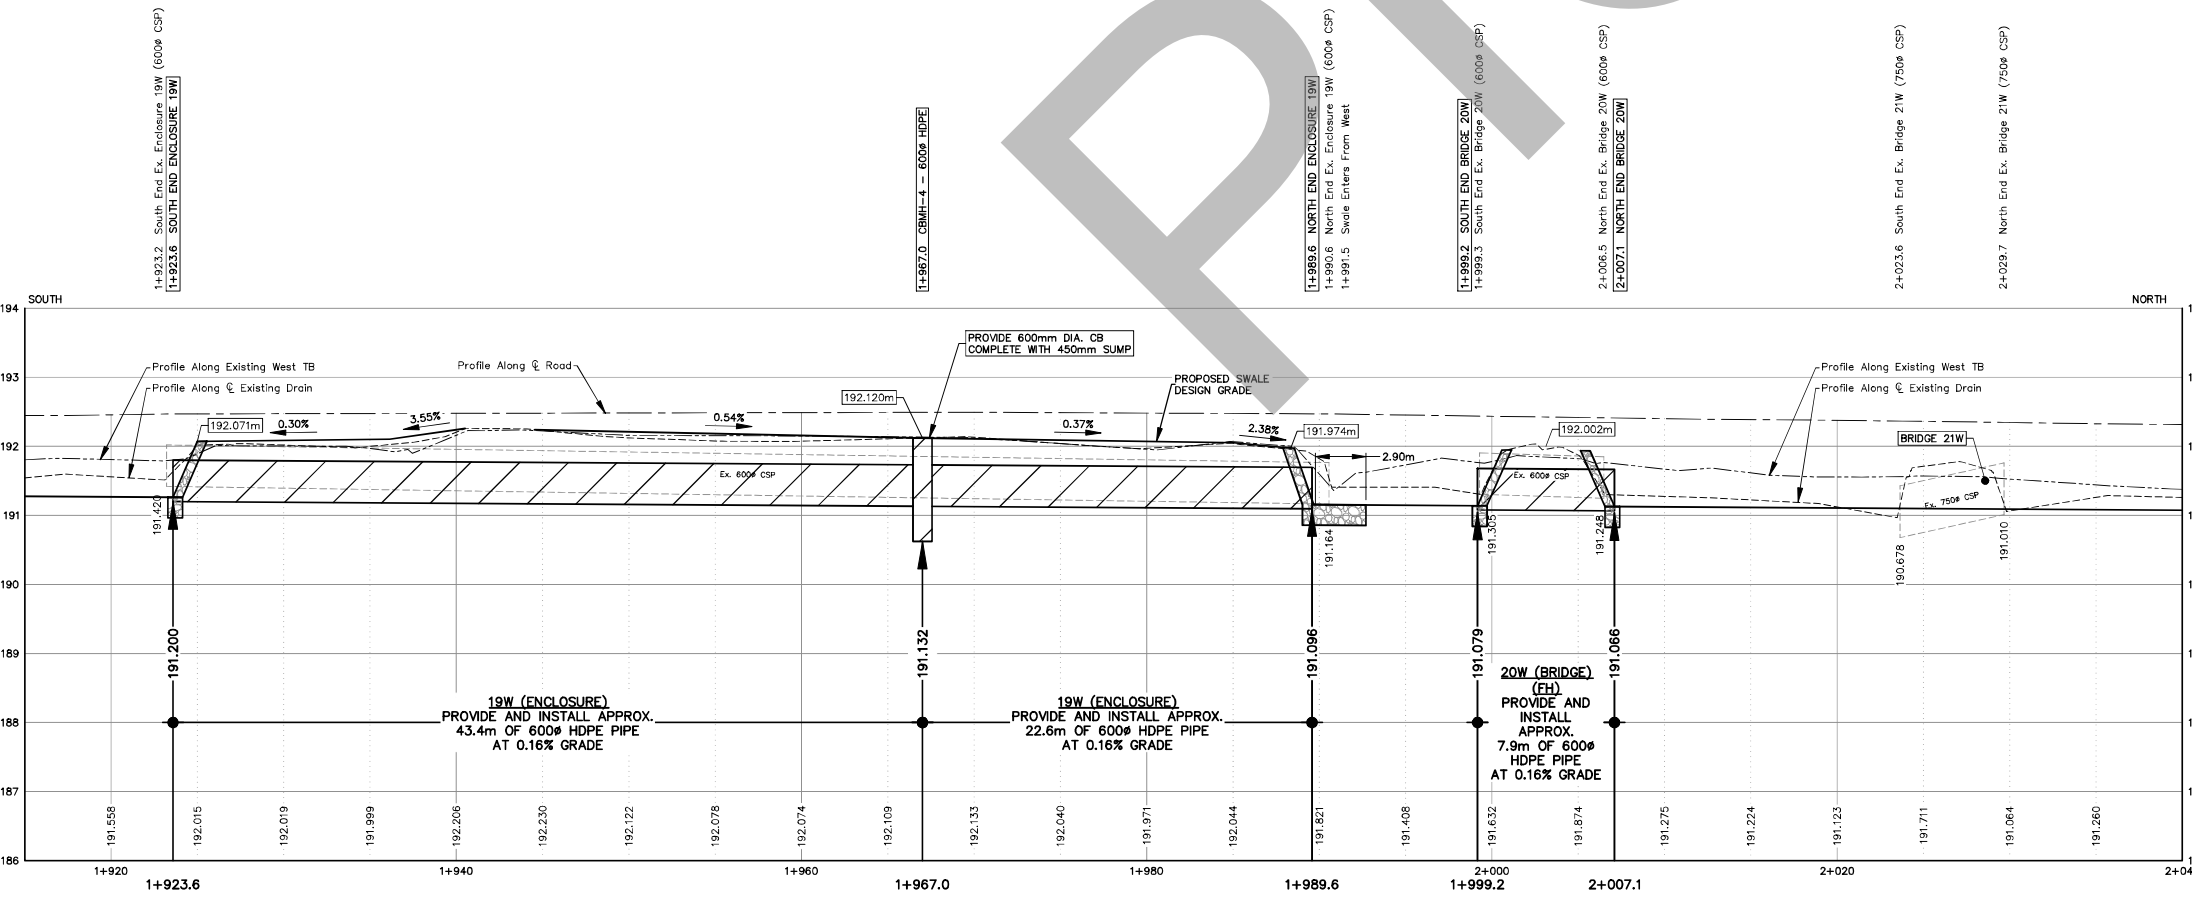 1+923.2 South End Ex. Enclosure 19W (600ø CSP)
1+923.6 SOUTH END ENCLOSURE 19W
1+967.0 CBMH-4 - 600ø HDPE
1+989.6 NORTH END ENCLOSURE 19W
1+990.6 North End Ex. Enclosure 19W (600ø CSP)
1+991.5 Swale Enters From West
1+999.2 SOUTH END BRIDGE 20W
1+999.3 South End Ex. Bridge 20W (600ø CSP)
2+006.5 North End Ex. Bridge 20W (600ø CSP)
2+007.1 NORTH END BRIDGE 20W
2+023.6 South End Ex. Bridge 21W (750ø CSP)
2+029.7 North End Ex. Bridge 21W (750ø CSP)
SOUTH
NORTH
194
193
192
191
190
189
188
187
186
Profile Along Existing West TB
Profile Along ℄ Existing Drain
Profile Along ℄ Road
PROVIDE 600mm DIA. CB
COMPLETE WITH 450mm SUMP
PROPOSED SWALE
DESIGN GRADE
Profile Along Existing West TB
Profile Along ℄ Existing Drain
192.071m
0.30%
3.55%
0.54%
192.120m
0.37%
2.38%
191.974m
2.90m
192.002m
BRIDGE 21W
Ex. 600ø CSP
Ex. 600ø CSP
Ex. 750ø CSP
191.420
191.164
191.305
191.248
190.678
191.010
191.200
191.132
191.096
191.079
191.066
19W (ENCLOSURE)
PROVIDE AND INSTALL APPROX.
43.4m OF 600ø HDPE PIPE
AT 0.16% GRADE
19W (ENCLOSURE)
PROVIDE AND INSTALL APPROX.
22.6m OF 600ø HDPE PIPE
AT 0.16% GRADE
20W (BRIDGE)
(FH)
PROVIDE AND
INSTALL
APPROX.
7.9m OF 600ø
HDPE PIPE
AT 0.16% GRADE
191.558
192.015
192.019
191.999
192.206
192.230
192.122
192.078
192.074
192.109
192.133
192.040
191.971
192.044
191.821
191.408
191.632
191.874
191.275
191.224
191.123
191.711
191.064
191.260
1+920
1+940
1+960
1+980
2+000
2+020
1+923.6
1+967.0
1+989.6
1+999.2
2+007.1